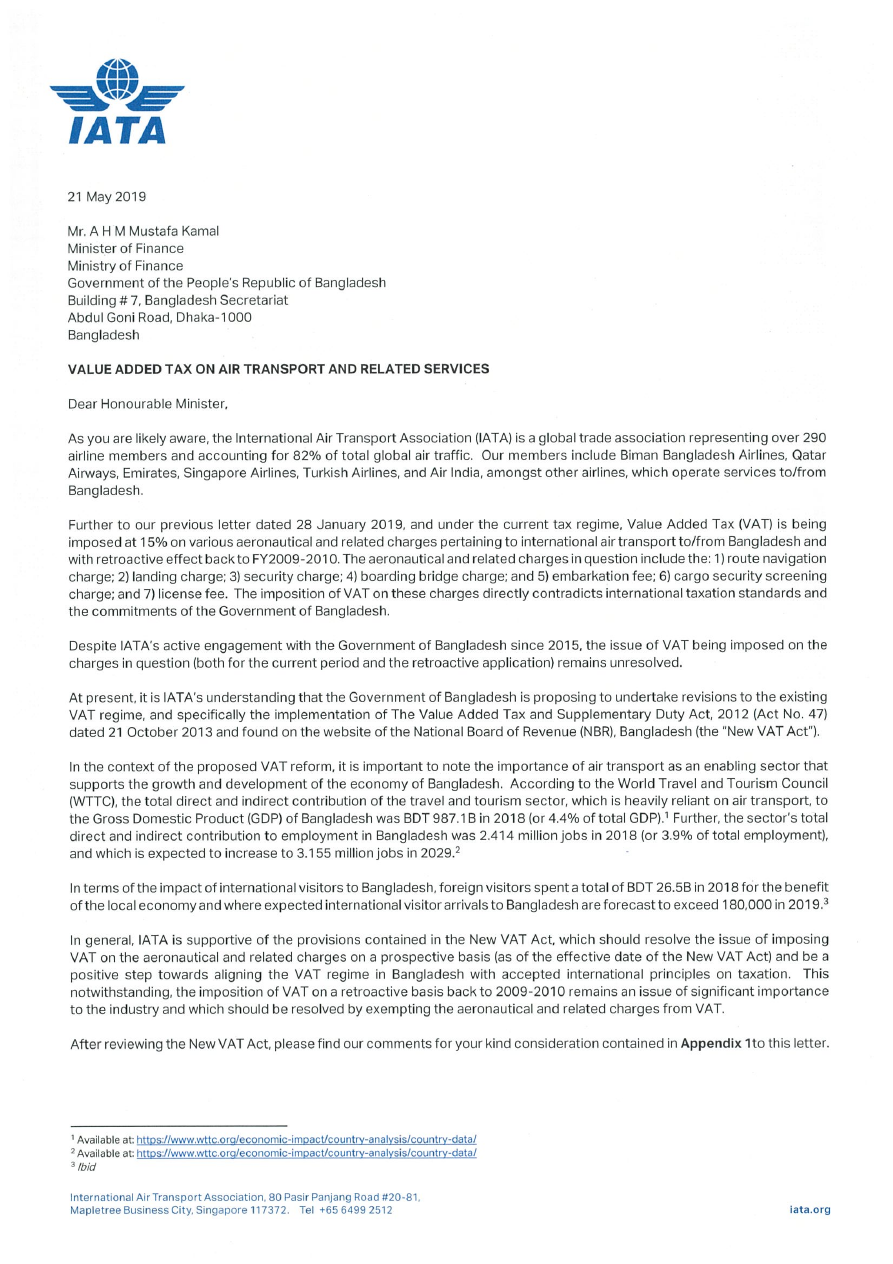 IATA
21 May 2019
Mr. A H M Mustafa Kamal
Minister of Finance
Ministry of Finance
Government of the People's Republic of Bangladesh
Building # 7, Bangladesh Secretariat
Abdul Goni Road, Dhaka-1000
Bangladesh
VALUE ADDED TAX ON AIR TRANSPORT AND RELATED SERVICES
Dear Honourable Minister,
As you are likely aware, the International Air Transport Association (IATA) is a global trade association representing over 290
airline members and accounting for 82% of total global air traffic. Our members include Biman Bangladesh Airlines, Qatar
Airways, Emirates, Singapore Airlines, Turkish Airlines, and Air India, amongst other airlines, which operate services to/from
Bangladesh.
Further to our previous letter dated 28 January 2019, and under the current tax regime, Value Added Tax (VAT) is being
imposed at 15% on various aeronautical and related charges pertaining to international air transport to/from Bangladesh and
with retroactive effect back to FY2009-2010. The aeronautical and related charges in question include the: 1) route navigation
charge; 2) landing charge; 3) security charge; 4) boarding bridge charge; and 5) embarkation fee; 6) cargo security screening
charge; and 7) license fee. The imposition of VAT on these charges directly contradicts international taxation standards and
the commitments of the Government of Bangladesh.
Despite IATA's active engagement with the Government of Bangladesh since 2015, the issue of VAT being imposed on the
charges in question (both for the current period and the retroactive application) remains unresolved.
At present, it is IATA's understanding that the Government of Bangladesh is proposing to undertake revisions to the existing
VAT regime, and specifically the implementation of The Value Added Tax and Supplementary Duty Act, 2012 (Act No. 47)
dated 21 October 2013 and found on the website of the National Board of Revenue (NBR), Bangladesh (the "New VAT Act").
In the context of the proposed VAT reform, it is important to note the importance of air transport as an enabling sector that
supports the growth and development of the economy of Bangladesh. According to the World Travel and Tourism Council
(WTTC), the total direct and indirect contribution of the travel and tourism sector, which is heavily reliant on air transport, to
the Gross Domestic Product (GDP) of Bangladesh was BDT 987.1B in 2018 (or 4.4% of total GDP).¹ Further, the sector's total
direct and indirect contribution to employment in Bangladesh was 2.414 million jobs in 2018 (or 3.9% of total employment),
and which is expected to increase to 3.155 million jobs in 2029.²
In terms of the impact of international visitors to Bangladesh, foreign visitors spent a total of BDT 26.5B in 2018 for the benefit
of the local economy and where expected international visitor arrivals to Bangladesh are forecast to exceed 180,000 in 2019.³
In general, IATA is supportive of the provisions contained in the New VAT Act, which should resolve the issue of imposing
VAT on the aeronautical and related charges on a prospective basis (as of the effective date of the New VAT Act) and be a
positive step towards aligning the VAT regime in Bangladesh with accepted international principles on taxation. This
notwithstanding, the imposition of VAT on a retroactive basis back to 2009-2010 remains an issue of significant importance
to the industry and which should be resolved by exempting the aeronautical and related charges from VAT.
After reviewing the New VAT Act, please find our comments for your kind consideration contained in Appendix 1to this letter.
¹ Available at: https://www.wttc.org/economic-impact/country-analysis/country-data/
² Available at: https://www.wttc.org/economic-impact/country-analysis/country-data/
³ Ibid
International Air Transport Association, 80 Pasir Panjang Road #20-81,
Mapletree Business City, Singapore 117372. Tel +65 6499 2512
iata.org